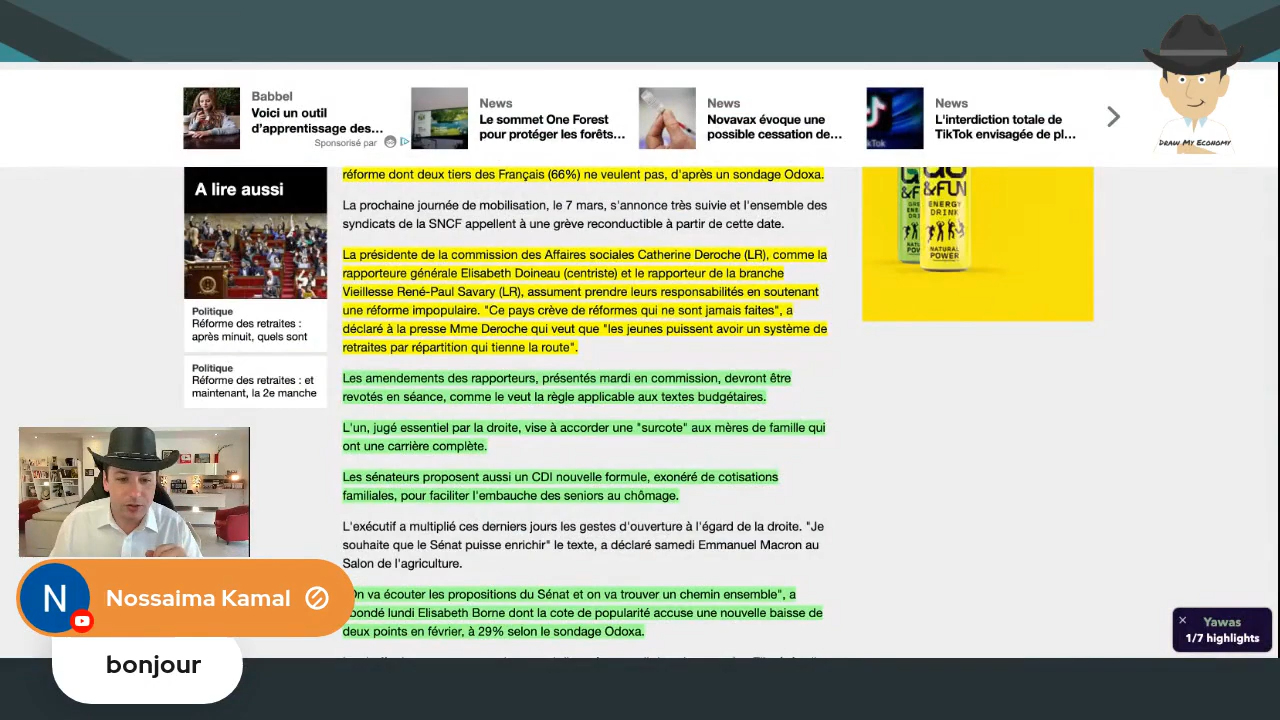 Babbel
Voici un outil
d'apprentissage des...
Sponsorisé par
News
Le sommet One Forest
pour protéger les forêts...
News
Novavax évoque une
possible cessation de...
News
L'interdiction totale de
TikTok envisagée de pl...
DRAW MY ECONOMY
A lire aussi
Politique
Réforme des retraites :
après minuit, quels sont
Politique
Réforme des retraites : et
maintenant, la 2e manche
réforme dont deux tiers des Français (66%) ne veulent pas, d'après un sondage Odoxa.
La prochaine journée de mobilisation, le 7 mars, s'annonce très suivie et l'ensemble des
syndicats de la SNCF appellent à une grève reconductible à partir de cette date.
La présidente de la commission des Affaires sociales Catherine Deroche (LR), comme la
rapporteure générale Elisabeth Doineau (centriste) et le rapporteur de la branche
Vieillesse René-Paul Savary (LR), assument prendre leurs responsabilités en soutenant
une réforme impopulaire. "Ce pays crève de réformes qui ne sont jamais faites", a
déclaré à la presse Mme Deroche qui veut que "les jeunes puissent avoir un système de
retraites par répartition qui tienne la route".
Les amendements des rapporteurs, présentés mardi en commission, devront être
revotés en séance, comme le veut la règle applicable aux textes budgétaires.
L'un, jugé essentiel par la droite, vise à accorder une "surcote" aux mères de famille qui
ont une carrière complète.
Les sénateurs proposent aussi un CDI nouvelle formule, exonéré de cotisations
familiales, pour faciliter l'embauche des seniors au chômage.
L'exécutif a multiplié ces derniers jours les gestes d'ouverture à l'égard de la droite. "Je
souhaite que le Sénat puisse enrichir" le texte, a déclaré samedi Emmanuel Macron au
Salon de l'agriculture.
On va écouter les propositions du Sénat et on va trouver un chemin ensemble", a
bondé lundi Elisabeth Borne dont la cote de popularité accuse une nouvelle baisse de
deux points en février, à 29% selon le sondage Odoxa.
&FUN
ENERGY
DRINK
NATURAL
POWER
N
Nossaima Kamal
bonjour
Yawas
1/7 highlights